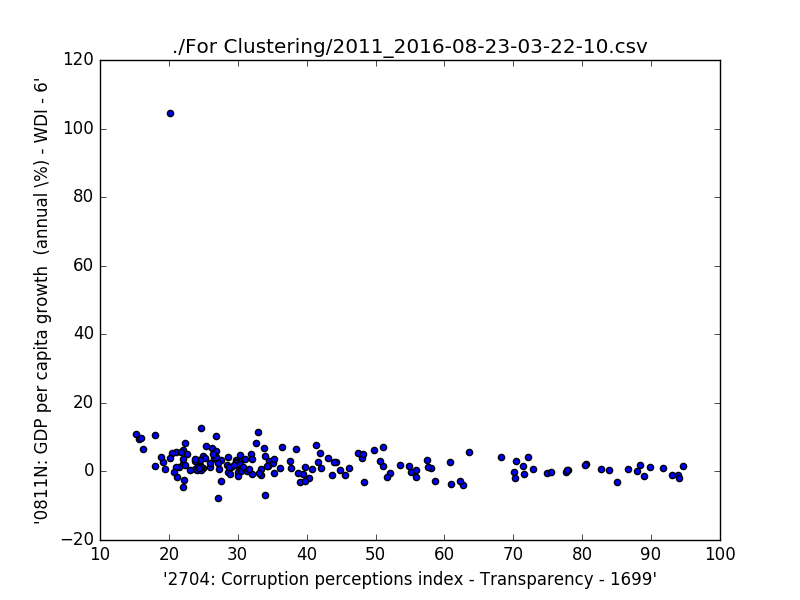 ./For Clustering/2011_2016-08-23-03-22-10.csv
120
100
80
60
40
20
0
−20
'0811N: GDP per capita growth  (annual \%) - WDI - 6'
10 20 30 40 50 60 70 80 90 100
'2704: Corruption perceptions index - Transparency - 1699'